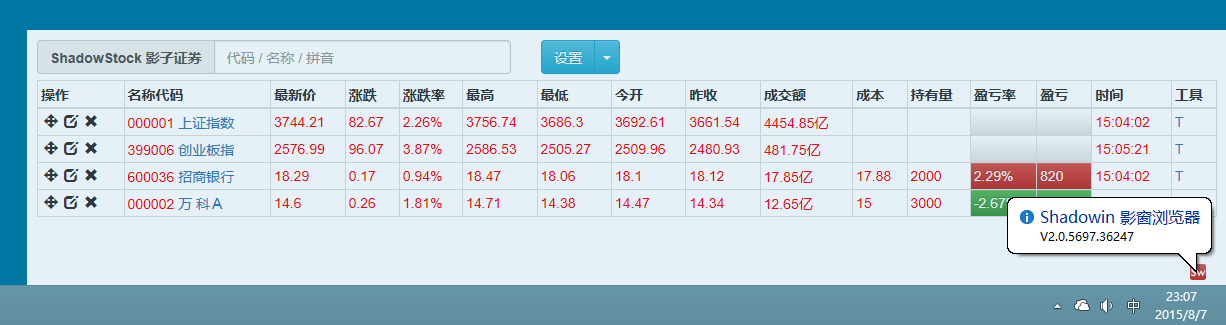 ShadowStock 影子证券 代码 / 名称 / 拼音 设置
操作 名称代码 最新价 涨跌 涨跌率 最高 最低 今开 昨收 成交额 成本 持有量 盈亏率 盈亏 时间 工具
000001 上证指数 3744.21 82.67 2.26% 3756.74 3686.3 3692.61 3661.54 4454.85亿 15:04:02 T
399006 创业板指 2576.99 96.07 3.87% 2586.53 2505.27 2509.96 2480.93 481.75亿 15:05:21 T
600036 招商银行 18.29 0.17 0.94% 18.47 18.06 18.1 18.12 17.85亿 17.88 2000 2.29% 820 15:04:02 T
000002 万 科Ａ 14.6 0.26 1.81% 14.71 14.38 14.47 14.34 12.65亿 15 3000
Shadowin 影窗浏览器
V2.0.5697.36247
SW
中 23:07
2015/8/7